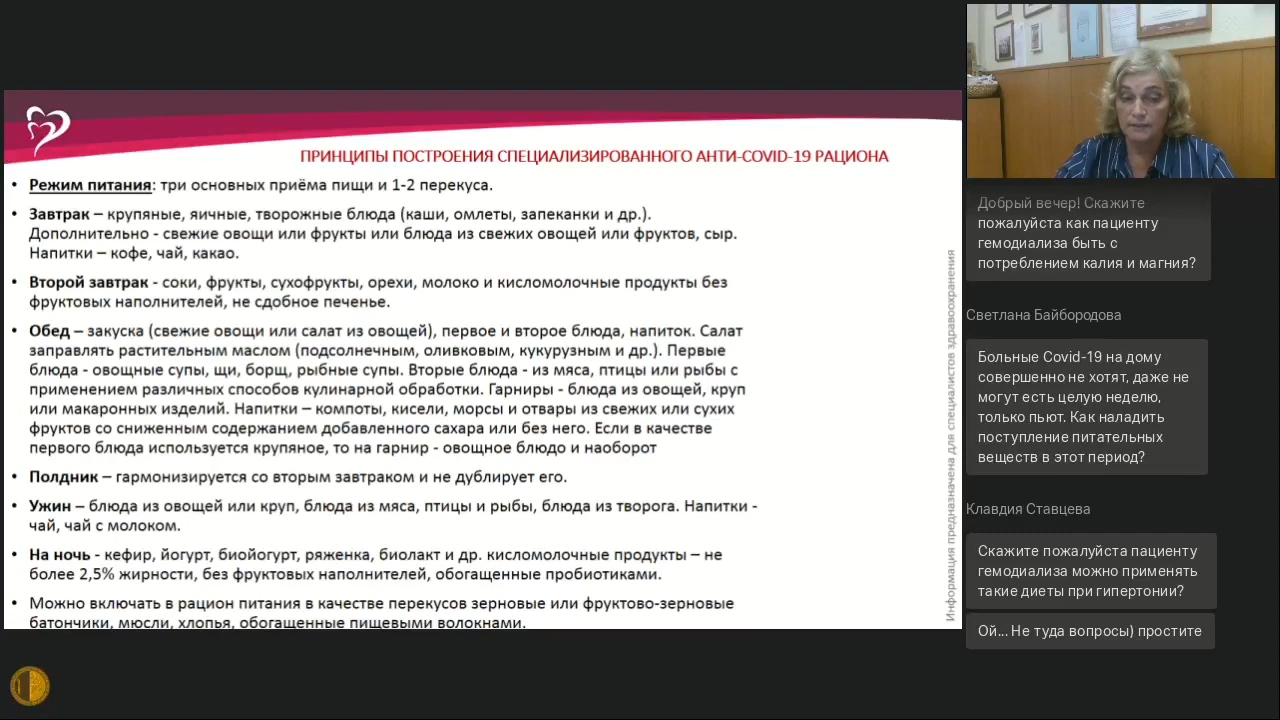 ПРИНЦИПЫ ПОСТРОЕНИЯ СПЕЦИАЛИЗИРОВАННОГО АНТИ-COVID-19 РАЦИОНА
• Режим питания: три основных приёма пищи и 1-2 перекуса.
• Завтрак – крупяные, яичные, творожные блюда (каши, омлеты, запеканки и др.).
Дополнительно - свежие овощи или фрукты или блюда из свежих овощей или фруктов, сыр.
Напитки – кофе, чай, какао.
• Второй завтрак - соки, фрукты, сухофрукты, орехи, молоко и кисломолочные продукты без
фруктовых наполнителей, не сдобное печенье.
• Обед – закуска (свежие овощи или салат из овощей), первое и второе блюда, напиток. Салат
заправлять растительным маслом (подсолнечным, оливковым, кукурузным и др.). Первые
блюда - овощные супы, щи, борщ, рыбные супы. Вторые блюда - из мяса, птицы или рыбы с
применением различных способов кулинарной обработки. Гарниры - блюда из овощей, круп
или макаронных изделий. Напитки – компоты, кисели, морсы и отвары из свежих или сухих
фруктов со сниженным содержанием добавленного сахара или без него. Если в качестве
первого блюда используется крупяное, то на гарнир - овощное блюдо и наоборот
• Полдник – гармонизируется со вторым завтраком и не дублирует его.
• Ужин – блюда из овощей или круп, блюда из мяса, птицы и рыбы, блюда из творога. Напитки -
чай, чай с молоком.
• На ночь - кефир, йогурт, биойогурт, ряженка, биолакт и др. кисломолочные продукты – не
более 2,5% жирности, без фруктовых наполнителей, обогащенные пробиотиками.
• Можно включать в рацион питания в качестве перекусов зерновые или фруктово-зерновые
батончики, мюсли, хлопья, обогащенные пищевыми волокнами.
Информация предназначена для специалистов здравоохранения
Добрый вечер! Скажите
пожалуйста как пациенту
гемодиализа быть с
потреблением калия и магния?
Светлана Байбородова
Больные Covid-19 на дому
совершенно не хотят, даже не
могут есть целую неделю,
только пьют. Как наладить
поступление питательных
веществ в этот период?
Клавдия Ставцева
Скажите пожалуйста пациенту
гемодиализа можно применять
такие диеты при гипертонии?
Ой... Не туда вопросы) простите